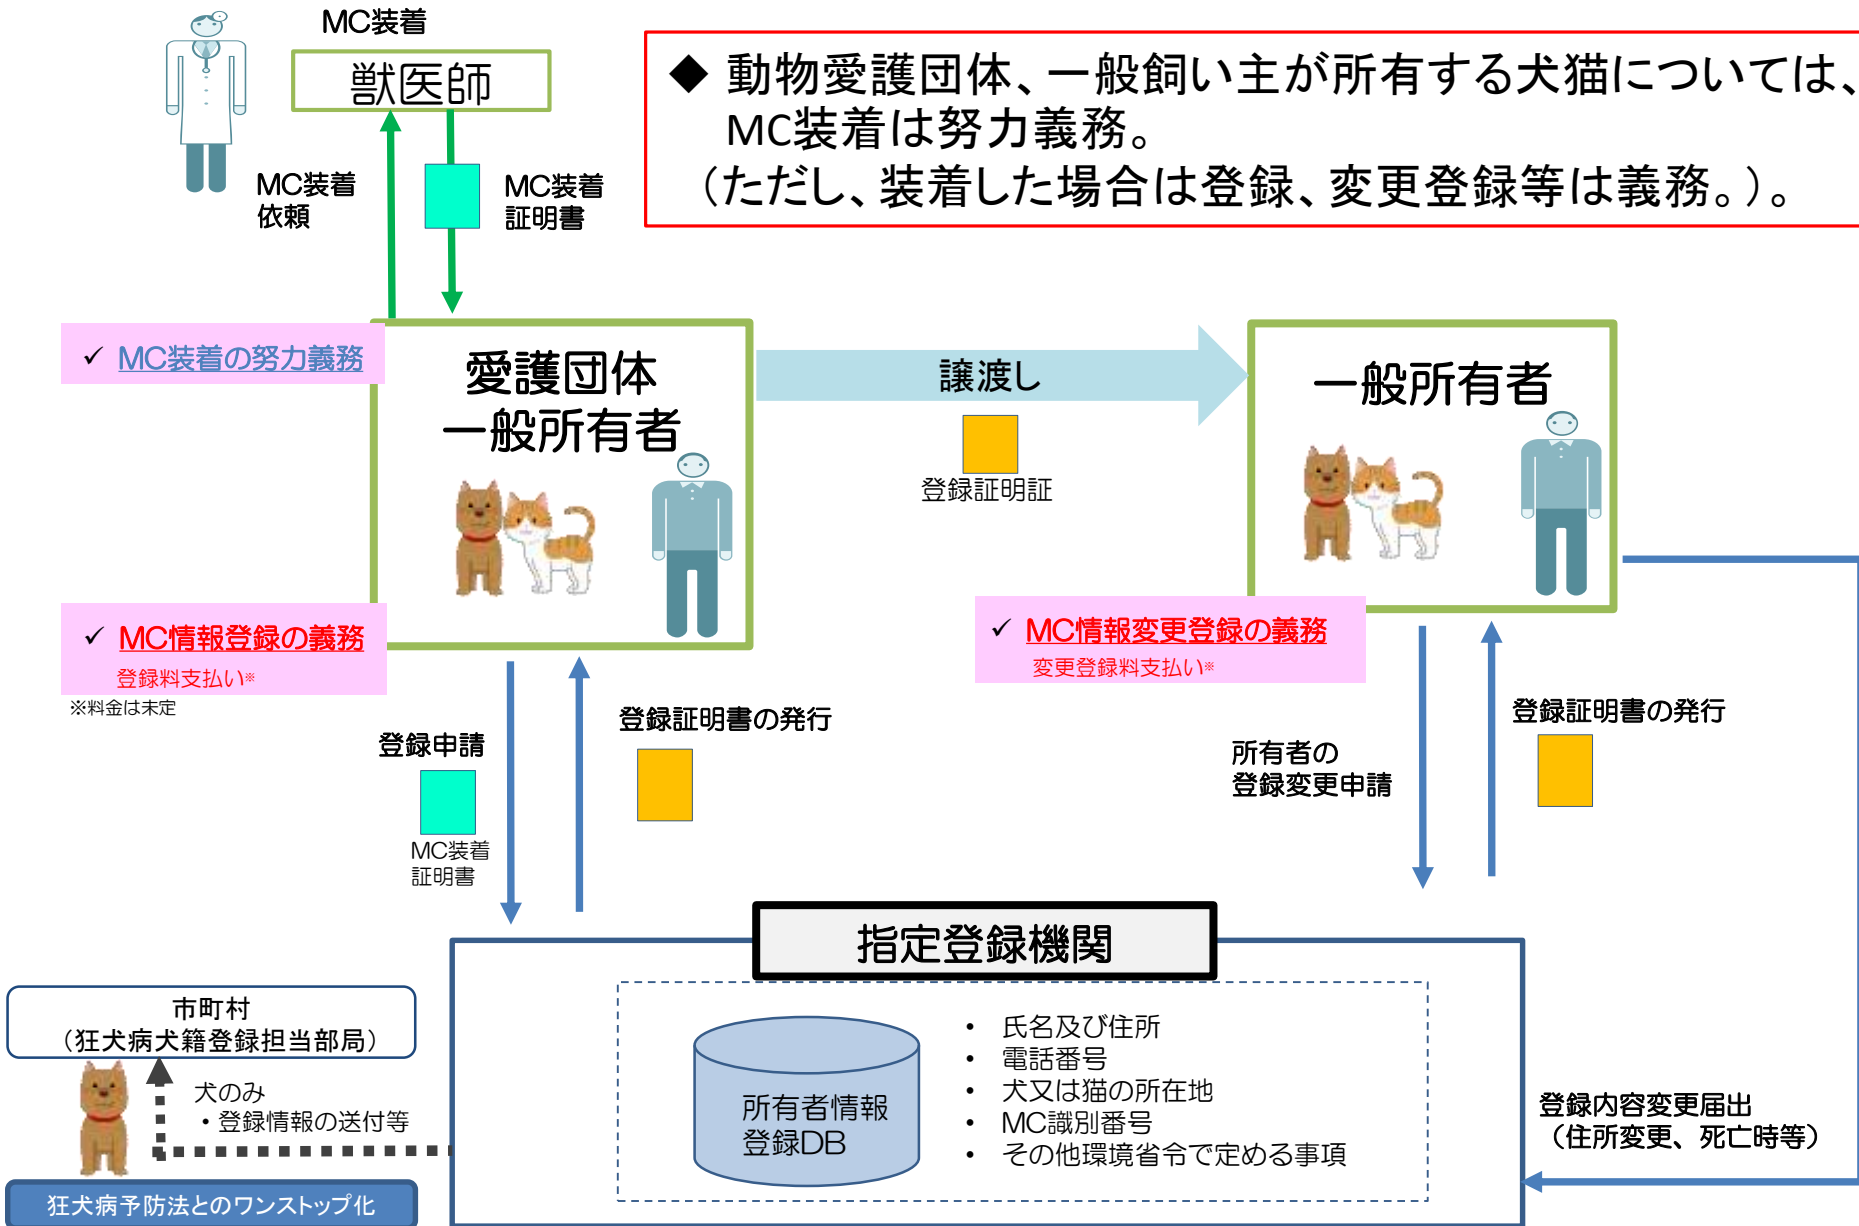 MC装着
獣医師
◆ 動物愛護団体、一般飼い主が所有する犬猫については、
MC装着は努力義務。
（ただし、装着した場合は登録、変更登録等は義務。）。
MC装着
依頼
MC装着
証明書
✓ MC装着の努力義務
愛護団体
一般所有者
譲渡し
登録証明証
一般所有者
✓ MC情報登録の義務
登録料支払い※
※料金は未定
✓ MC情報変更登録の義務
変更登録料支払い※
登録申請
MC装着
証明書
登録証明書の発行
所有者の
登録変更申請
登録証明書の発行
指定登録機関
所有者情報
登録DB
・ 氏名及び住所
・ 電話番号
・ 犬又は猫の所在地
・ MC識別番号
・ その他環境省令で定める事項
登録内容変更届出
（住所変更、死亡時等）
市町村
（狂犬病犬籍登録担当部局）
犬のみ
・登録情報の送付等
狂犬病予防法とのワンストップ化